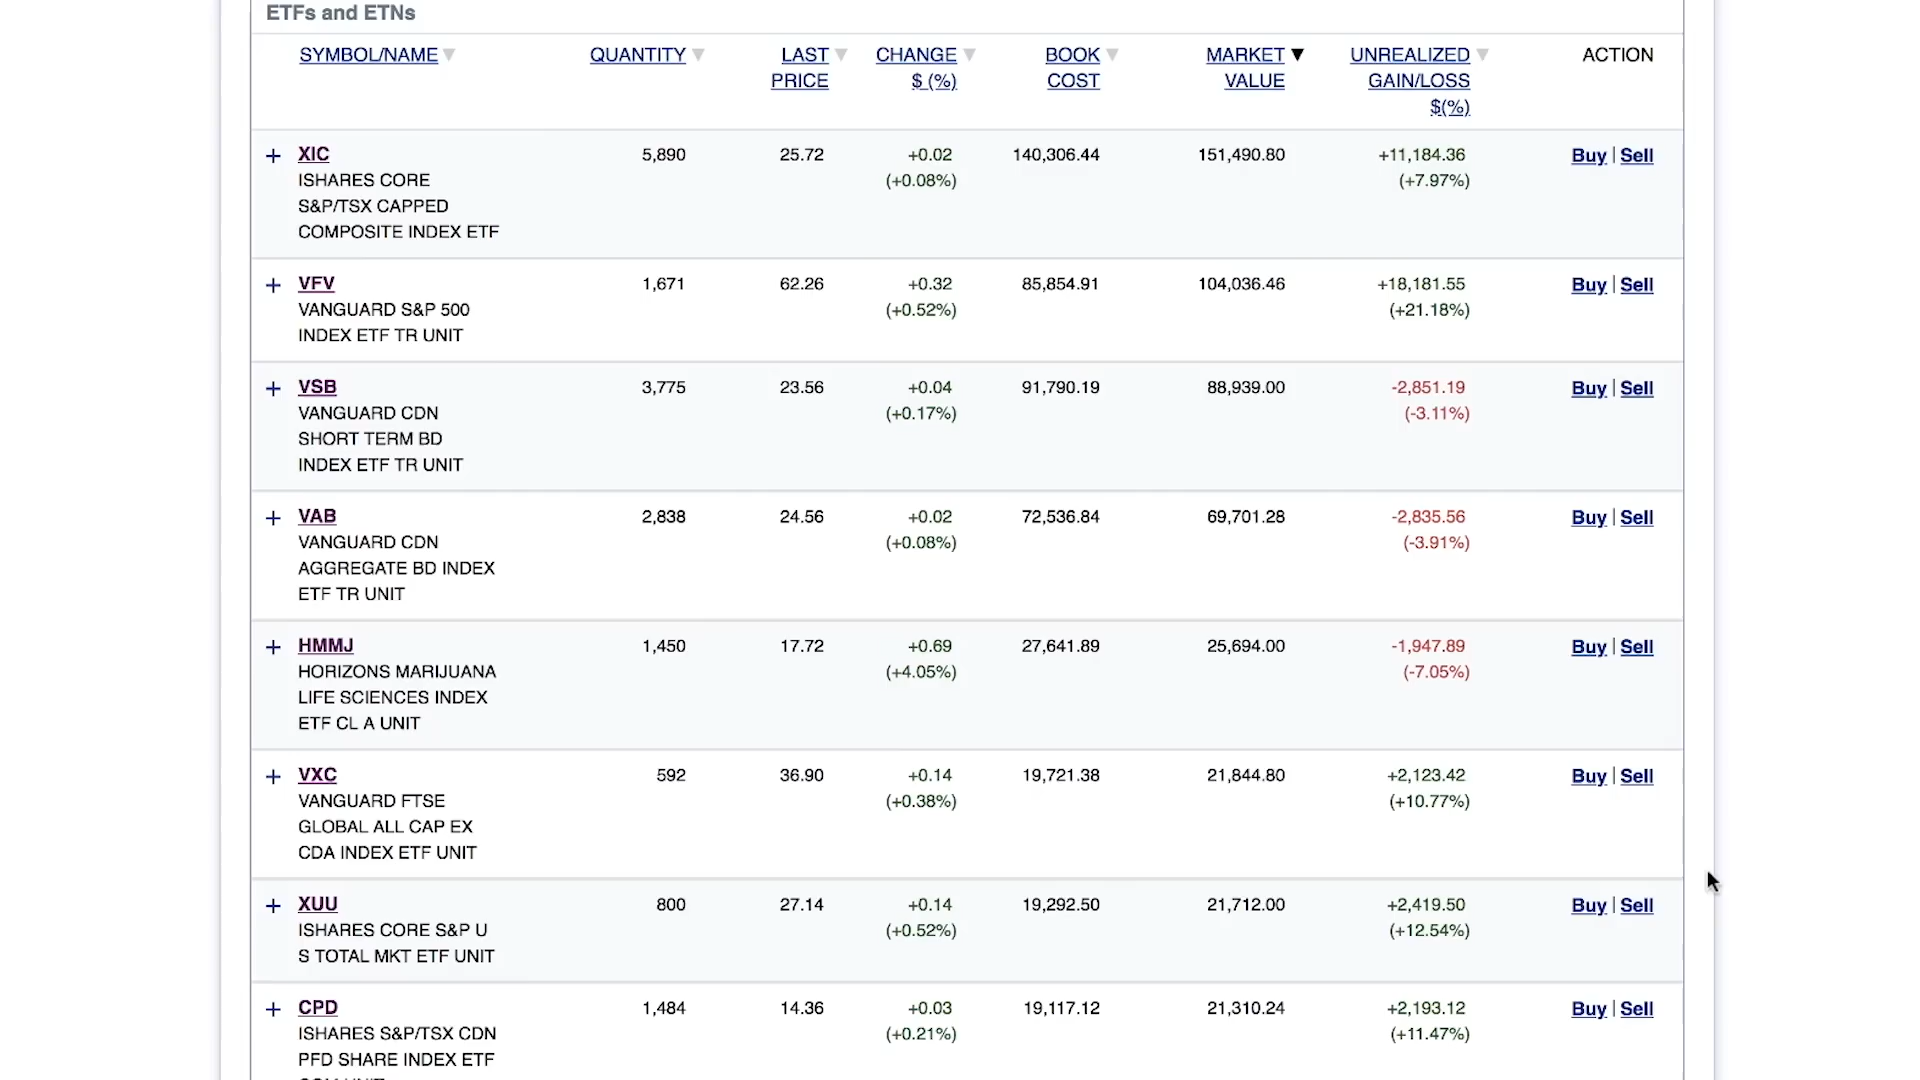 ETFs and ETNs
SYMBOL/NAME QUANTITY LAST PRICE CHANGE $ (%) BOOK COST MARKET VALUE UNREALIZED GAIN/LOSS $(%) ACTION
+ XIC 5,890 25.72 +0.02 140,306.44 151,490.80 +11,184.36 Buy | Sell
ISHARES CORE (+0.08%) (+7.97%)
S&P/TSX CAPPED
COMPOSITE INDEX ETF
+ VFV 1,671 62.26 +0.32 85,854.91 104,036.46 +18,181.55 Buy | Sell
VANGUARD S&P 500 (+0.52%) (+21.18%)
INDEX ETF TR UNIT
+ VSB 3,775 23.56 +0.04 91,790.19 88,939.00 -2,851.19 Buy | Sell
VANGUARD CDN (+0.17%) (-3.11%)
SHORT TERM BD
INDEX ETF TR UNIT
+ VAB 2,838 24.56 +0.02 72,536.84 69,701.28 -2,835.56 Buy | Sell
VANGUARD CDN (+0.08%) (-3.91%)
AGGREGATE BD INDEX
ETF TR UNIT
+ HMMJ 1,450 17.72 +0.69 27,641.89 25,694.00 -1,947.89 Buy | Sell
HORIZONS MARIJUANA (+4.05%) (-7.05%)
LIFE SCIENCES INDEX
ETF CL A UNIT
+ VXC 592 36.90 +0.14 19,721.38 21,844.80 +2,123.42 Buy | Sell
VANGUARD FTSE (+0.38%) (+10.77%)
GLOBAL ALL CAP EX
CDA INDEX ETF UNIT
+ XUU 800 27.14 +0.14 19,292.50 21,712.00 +2,419.50 Buy | Sell
ISHARES CORE S&P U (+0.52%) (+12.54%)
S TOTAL MKT ETF UNIT
+ CPD 1,484 14.36 +0.03 19,117.12 21,310.24 +2,193.12 Buy | Sell
ISHARES S&P/TSX CDN (+0.21%) (+11.47%)
PFD SHARE INDEX ETF